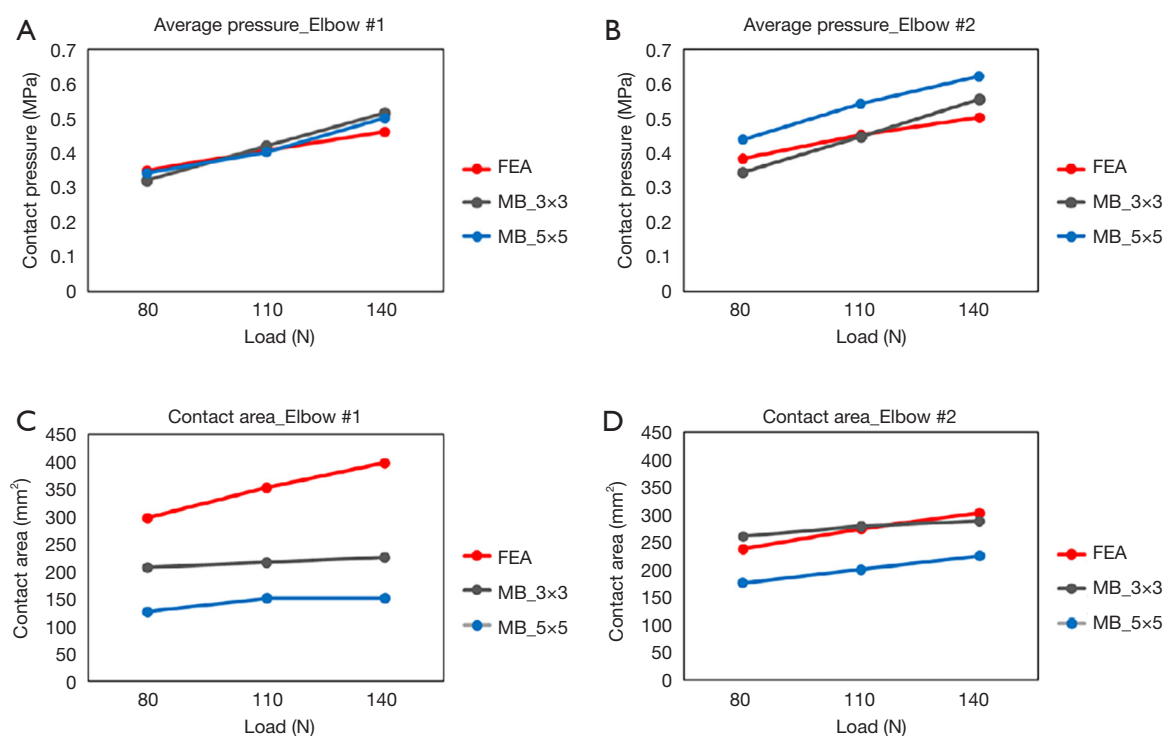 A
Average pressure_Elbow #1
Contact pressure (MPa)
0.7
0.6
0.5
0.4
0.3
0.2
0.1
0
80 110 140
Load (N)
FEA
MB_3×3
MB_5×5
B
Average pressure_Elbow #2
Contact pressure (MPa)
0.7
0.6
0.5
0.4
0.3
0.2
0.1
0
80 110 140
Load (N)
FEA
MB_3×3
MB_5×5
C
Contact area_Elbow #1
Contact area (mm²)
450
400
350
300
250
200
150
100
50
0
80 110 140
Load (N)
FEA
MB_3×3
MB_5×5
D
Contact area_Elbow #2
Contact area (mm²)
450
400
350
300
250
200
150
100
50
0
80 110 140
Load (N)
FEA
MB_3×3
MB_5×5